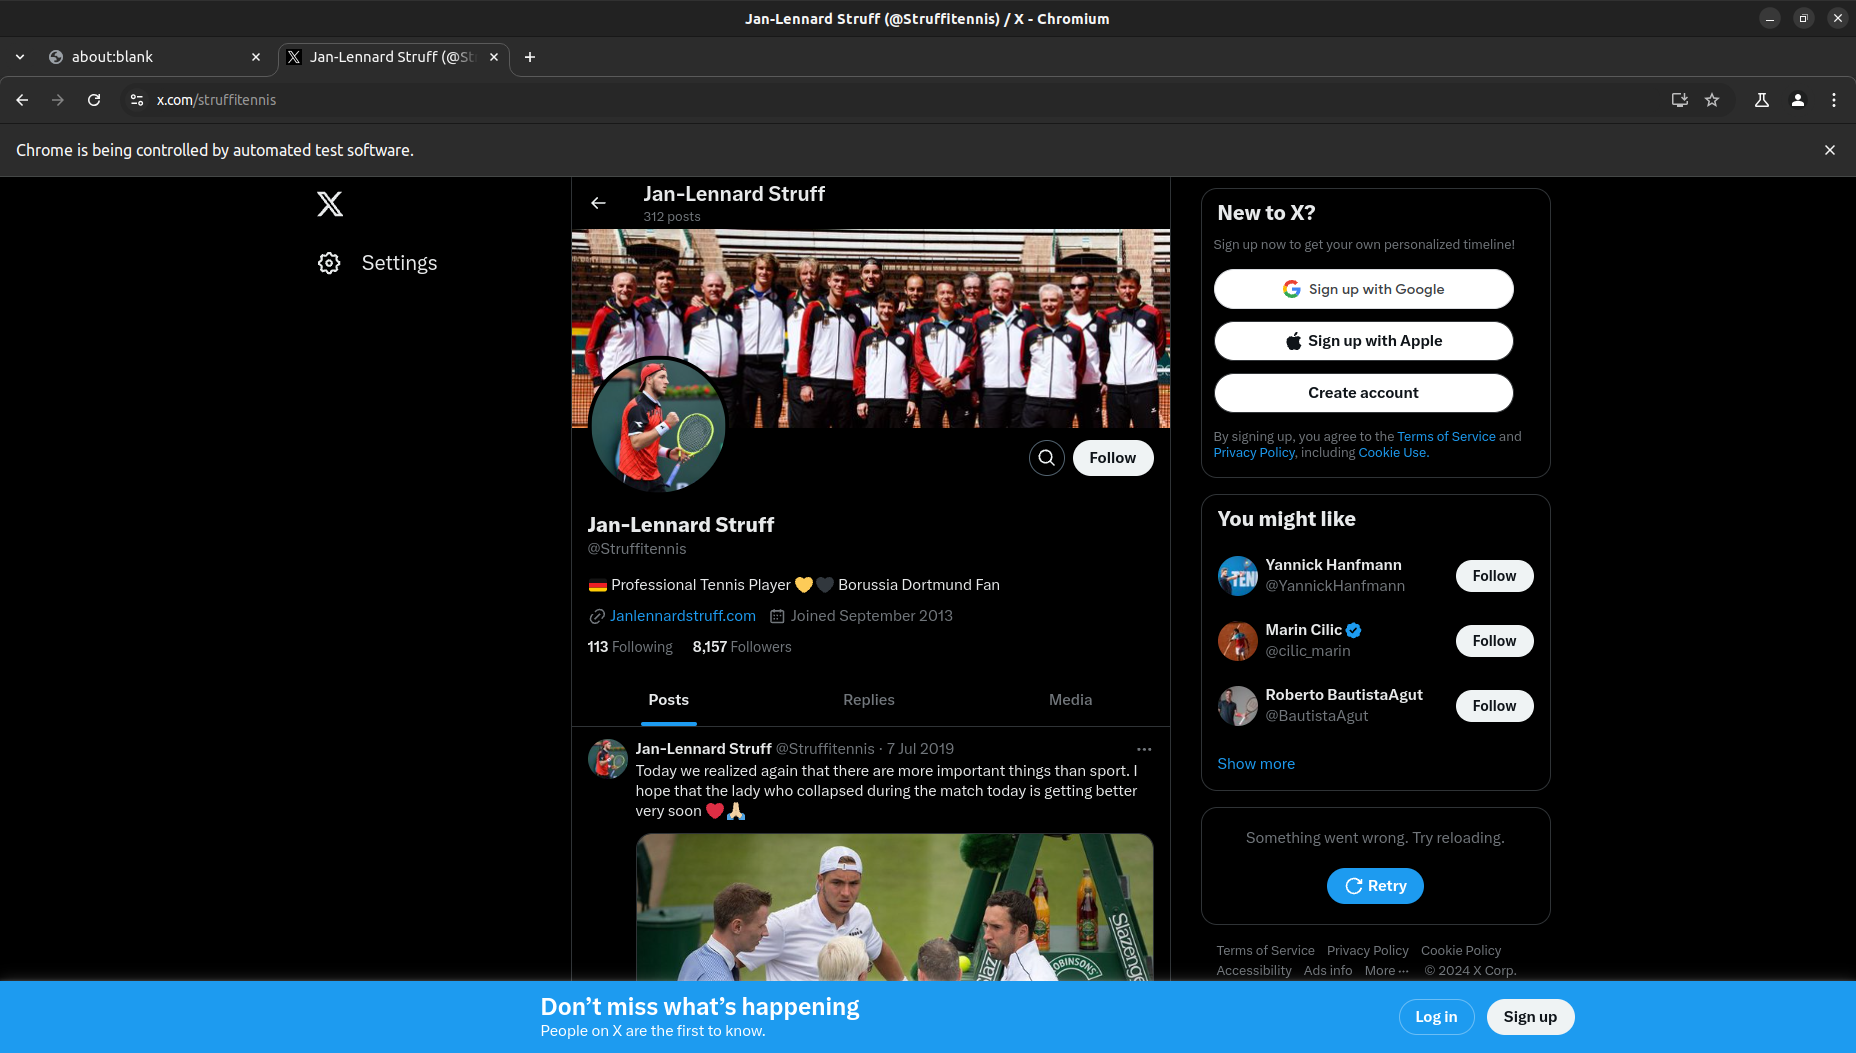 Jan-Lennard Struff (@Struffitennis) / X - Chromium
about:blank
Jan-Lennard Struff (@St
x.com/struffitennis
Chrome is being controlled by automated test software.
Settings
Jan-Lennard Struff
312 posts
Follow
Jan-Lennard Struff
@Struffitennis
🇩🇪 Professional Tennis Player 💛🖤 Borussia Dortmund Fan
Janlennardstruff.com Joined September 2013
113 Following 8,157 Followers
Posts Replies Media
Jan-Lennard Struff @Struffitennis · 7 Jul 2019
Today we realized again that there are more important things than sport. I
hope that the lady who collapsed during the match today is getting better
very soon ❤️🙏🏼
Slazenger
Slaz
ROBINSONS
New to X?
Sign up now to get your own personalized timeline!
Sign up with Google
Sign up with Apple
Create account
By signing up, you agree to the Terms of Service and
Privacy Policy, including Cookie Use.
You might like
Yannick Hanfmann
@YannickHanfmann
Follow
Marin Cilic
@cilic_marin
Follow
Roberto BautistaAgut
@BautistaAgut
Follow
Show more
Something went wrong. Try reloading.
Retry
Terms of Service Privacy Policy Cookie Policy
Accessibility Ads info More ··· © 2024 X Corp.
Don’t miss what’s happening
People on X are the first to know.
Log in
Sign up